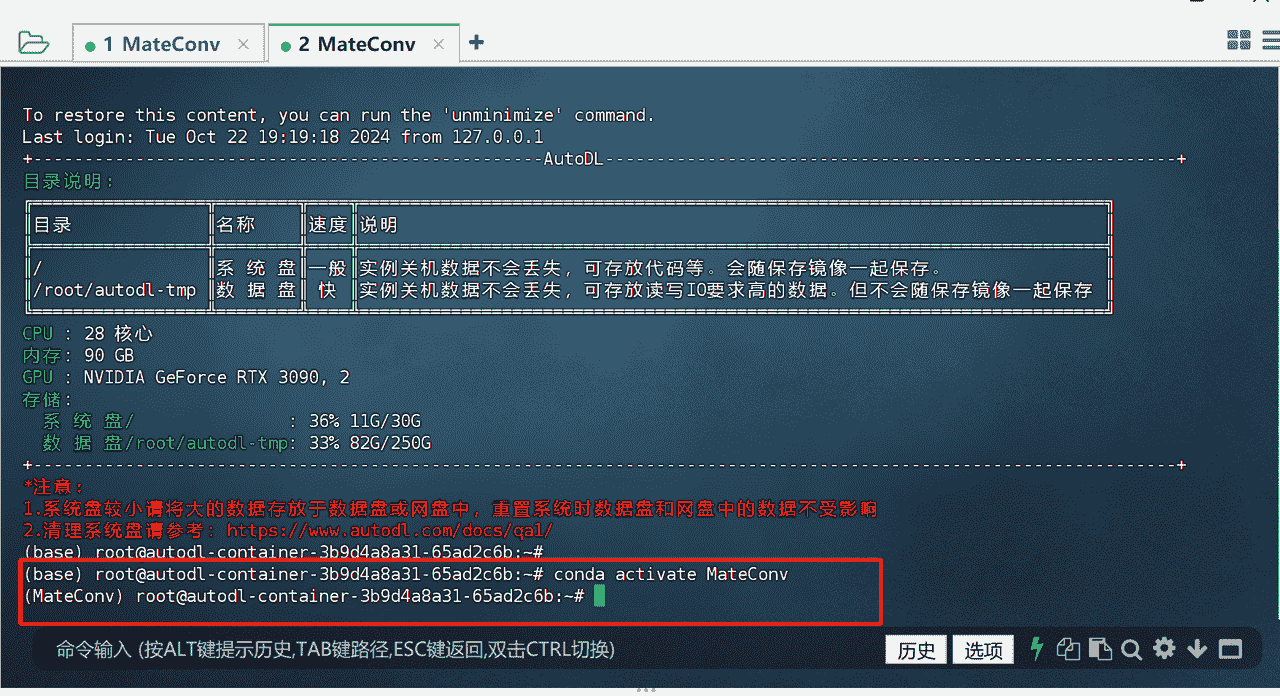 1 MateConv × 2 MateConv × +
To restore this content, you can run the 'unminimize' command.
Last login: Tue Oct 22 19:19:18 2024 from 127.0.0.1
+--------------------------------------------------AutoDL--------------------------------------------------------+
目录说明:
目录 名称 速度 说明
/ 系 统 盘 一般 实例关机数据不会丢失，可存放代码等。会随保存镜像一起保存。
/root/autodl-tmp 数 据 盘 快 实例关机数据不会丢失，可存放读写IO要求高的数据。但不会随保存镜像一起保存
CPU : 28 核心
内存: 90 GB
GPU : NVIDIA GeForce RTX 3090, 2
存储:
系 统 盘/ : 36% 11G/30G
数 据 盘/root/autodl-tmp: 33% 82G/250G
+----------------------------------------------------------------------------------------------------------------+
*注意:
1.系统盘较小请将大的数据存放于数据盘或网盘中，重置系统时数据盘和网盘中的数据不受影响
2.清理系统盘请参考: https://www.autodl.com/docs/qa1/
(base) root@autodl-container-3b9d4a8a31-65ad2c6b:~#
(base) root@autodl-container-3b9d4a8a31-65ad2c6b:~# conda activate MateConv
(MateConv) root@autodl-container-3b9d4a8a31-65ad2c6b:~#
命令输入 (按ALT键提示历史,TAB键路径,ESC键返回,双击CTRL切换) 历史 选项